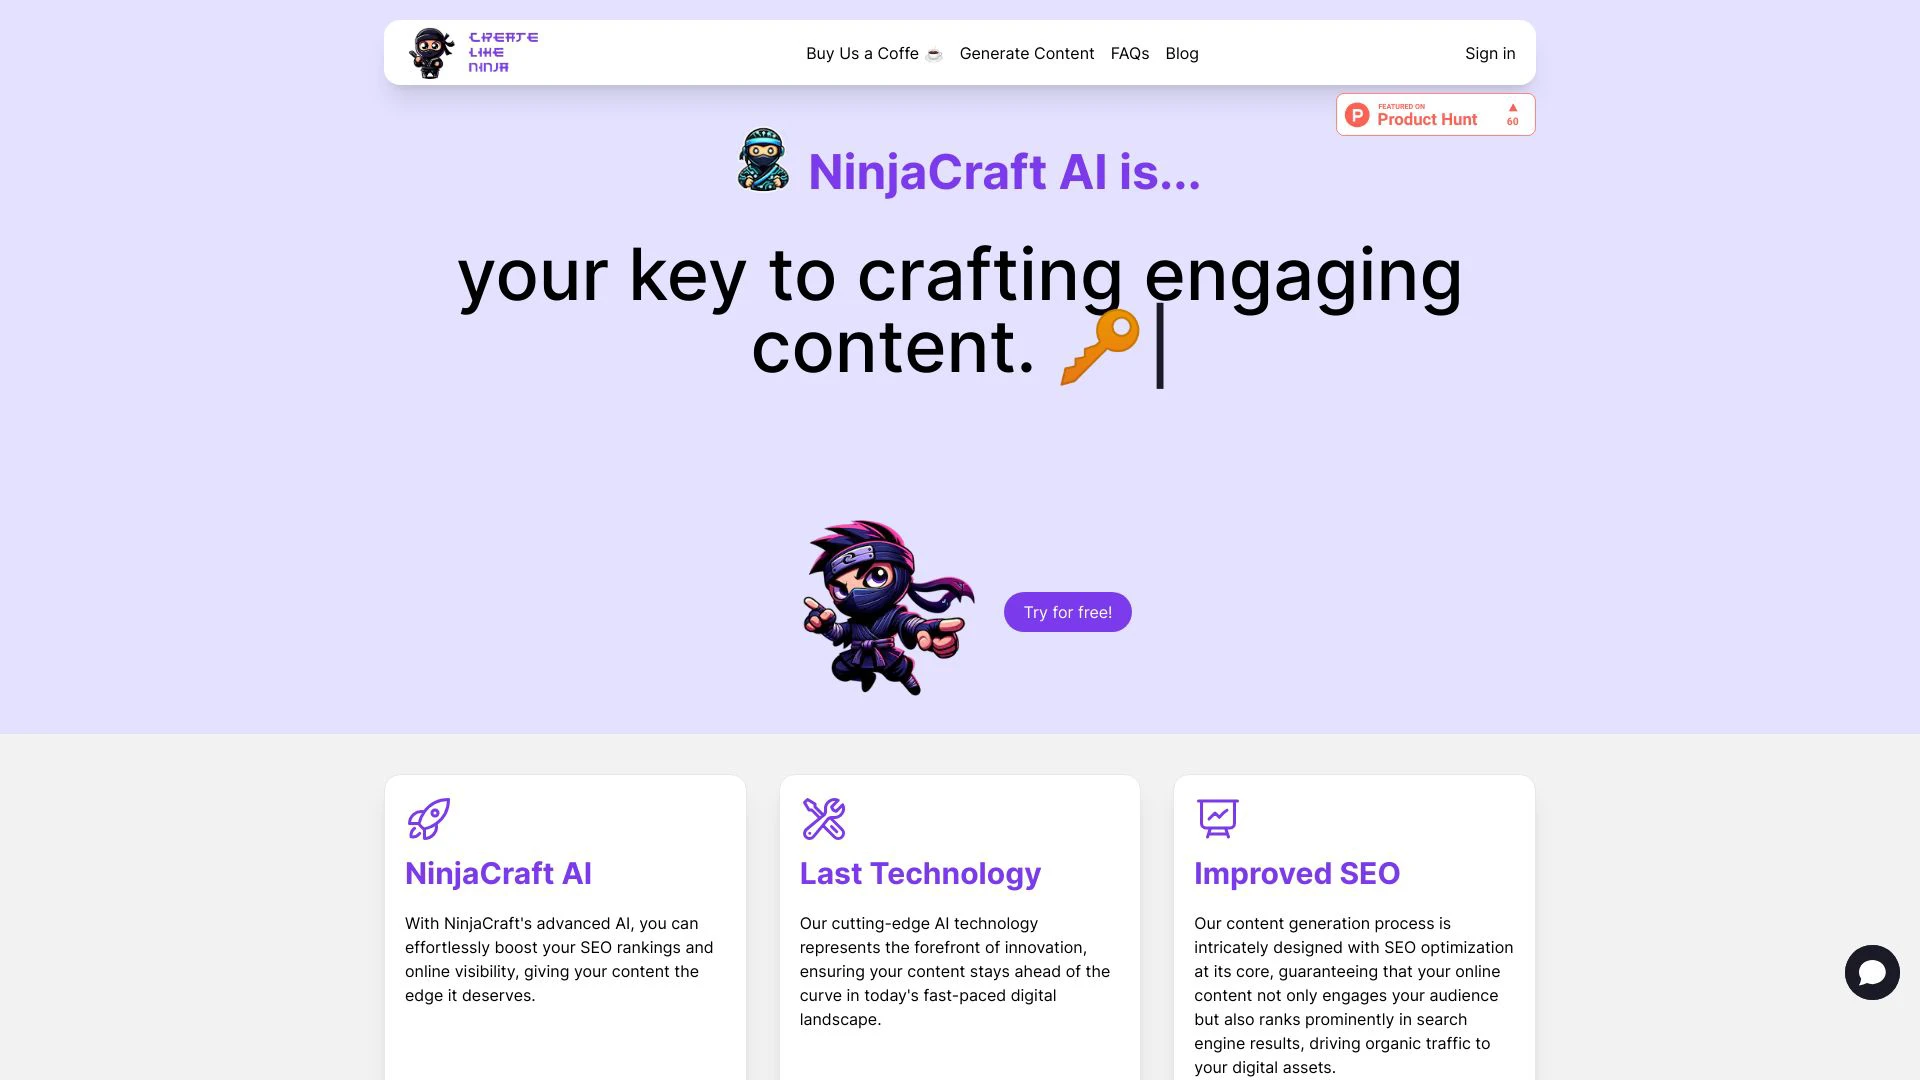 CREATE
LIKE
NINJA
Buy Us a Coffe ☕ Generate Content FAQs Blog
Sign in
FEATURED ON
Product Hunt
60
NinjaCraft AI is...
your key to crafting engaging
content. 🔑
Try for free!
NinjaCraft AI
With NinjaCraft's advanced AI, you can
effortlessly boost your SEO rankings and
online visibility, giving your content the
edge it deserves.
Last Technology
Our cutting-edge AI technology
represents the forefront of innovation,
ensuring your content stays ahead of the
curve in today's fast-paced digital
landscape.
Improved SEO
Our content generation process is
intricately designed with SEO optimization
at its core, guaranteeing that your online
content not only engages your audience
but also ranks prominently in search
engine results, driving organic traffic to
your digital assets.